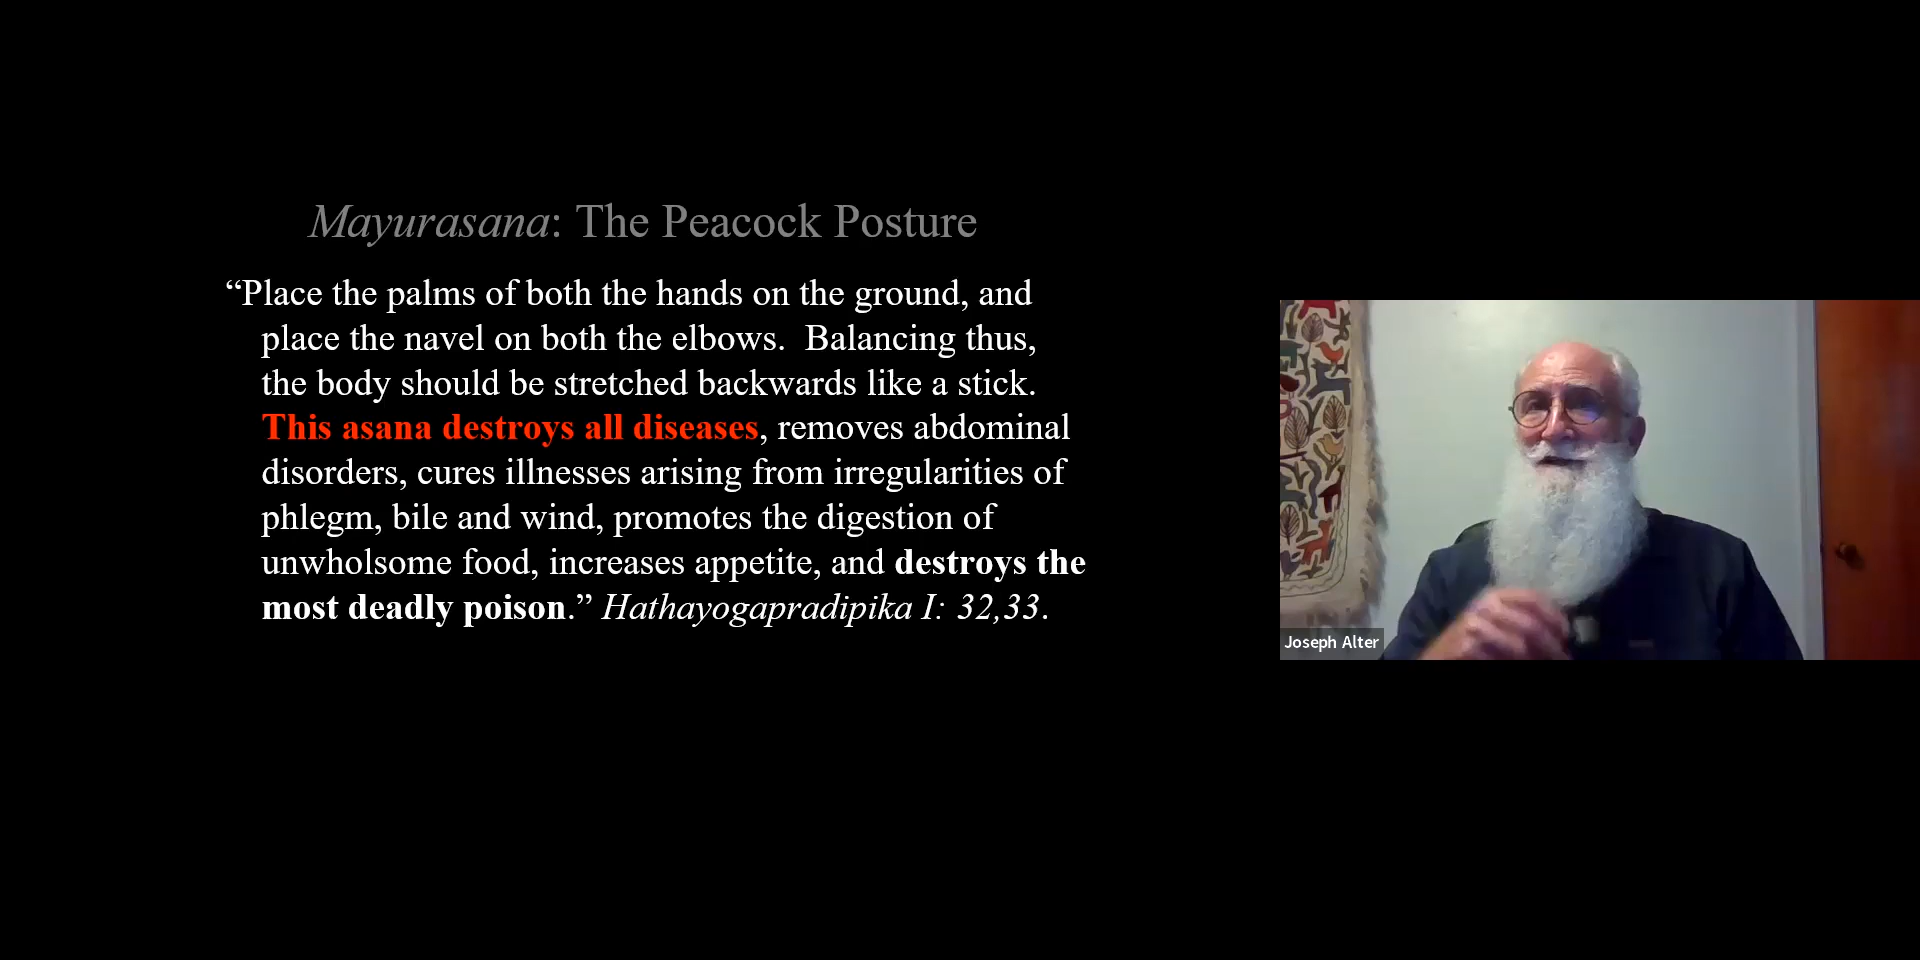 Mayurasana: The Peacock Posture
“Place the palms of both the hands on the ground, and
place the navel on both the elbows.  Balancing thus,
the body should be stretched backwards like a stick.
This asana destroys all diseases, removes abdominal
disorders, cures illnesses arising from irregularities of
phlegm, bile and wind, promotes the digestion of
unwholsome food, increases appetite, and destroys the
most deadly poison.” Hathayogapradipika I: 32,33.
Joseph Alter